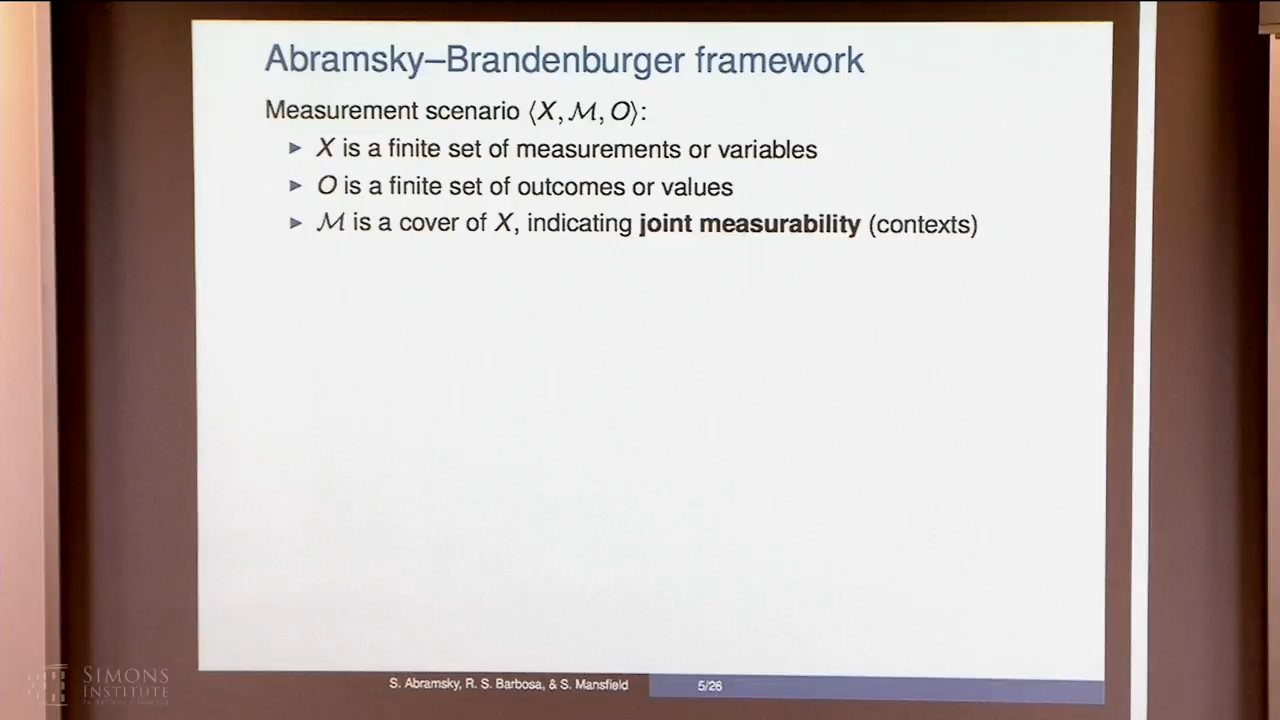 Abramsky–Brandenburger framework
Measurement scenario ⟨X, ℳ, O⟩:
► X is a finite set of measurements or variables
► O is a finite set of outcomes or values
► ℳ is a cover of X, indicating joint measurability (contexts)
S. Abramsky, R. S. Barbosa, & S. Mansfield 5/26
SIMONS
INSTITUTE